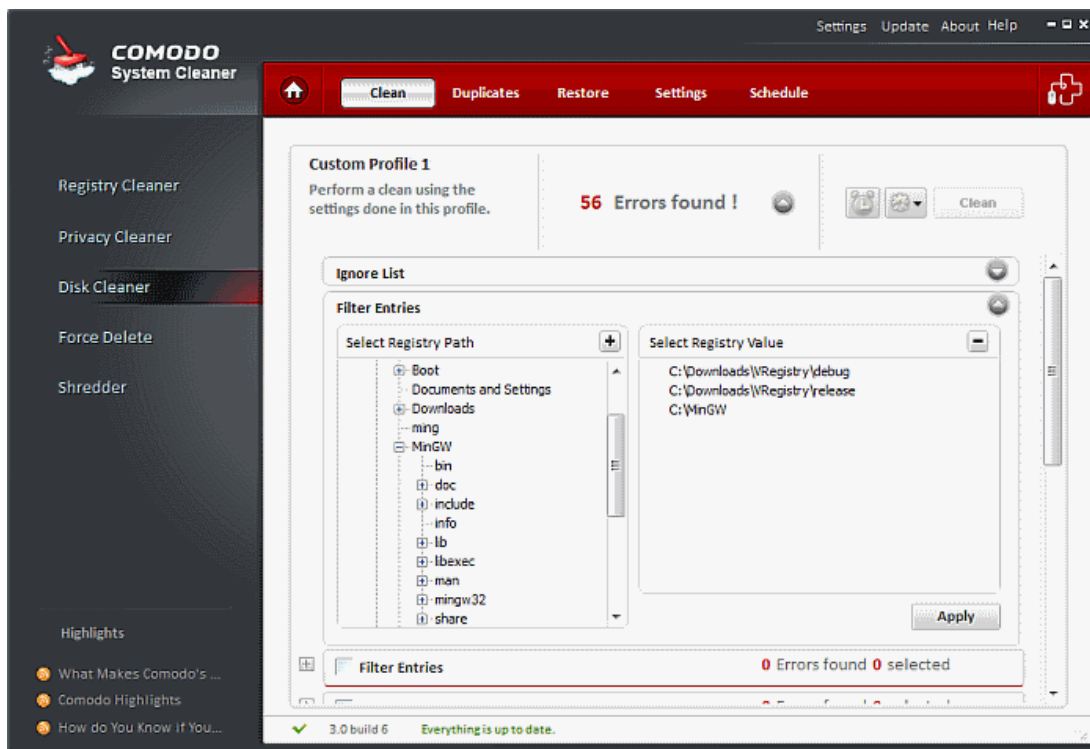 Settings Update About Help
COMODO
System Cleaner
Clean Duplicates Restore Settings Schedule
Registry Cleaner
Privacy Cleaner
Disk Cleaner
Force Delete
Shredder
Custom Profile 1
Perform a clean using the
settings done in this profile.
56 Errors found !
Clean
Ignore List
Filter Entries
Select Registry Path
Boot
Documents and Settings
Downloads
ming
MinGW
bin
doc
include
info
lib
libexec
man
mingw32
share
Select Registry Value
C:\Downloads\VRegistry\debug
C:\Downloads\VRegistry\release
C:\MinGW
Apply
Filter Entries 0 Errors found 0 selected
Highlights
What Makes Comodo's ...
Comodo Highlights
How do You Know if You...
3.0 build 6 Everything is up to date.